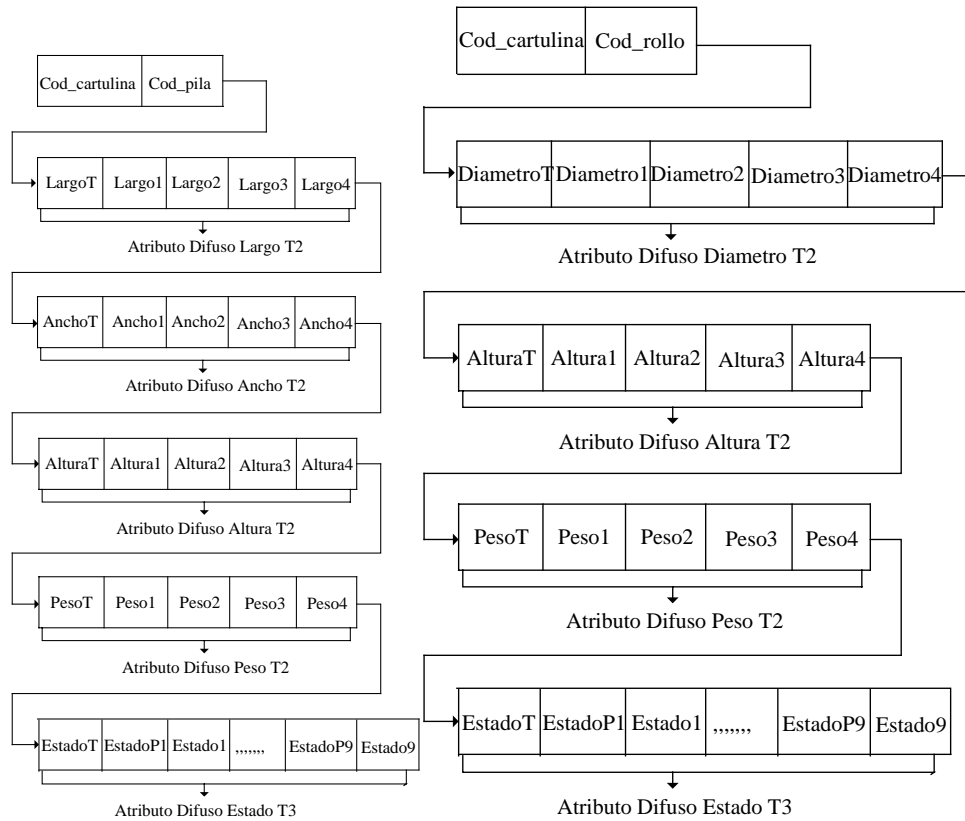 Cod_cartulina Cod_pila
LargoT Largo1 Largo2 Largo3 Largo4
Atributo Difuso Largo T2
AnchoT Ancho1 Ancho2 Ancho3 Ancho4
Atributo Difuso Ancho T2
AlturaT Altura1 Altura2 Altura3 Altura4
Atributo Difuso Altura T2
PesoT Peso1 Peso2 Peso3 Peso4
Atributo Difuso Peso T2
EstadoT EstadoP1 Estado1 ,,,,,,, EstadoP9 Estado9
Atributo Difuso Estado T3
Cod_cartulina Cod_rollo
DiametroT Diametro1 Diametro2 Diametro3 Diametro4
Atributo Difuso Diametro T2
AlturaT Altura1 Altura2 Altura3 Altura4
Atributo Difuso Altura T2
PesoT Peso1 Peso2 Peso3 Peso4
Atributo Difuso Peso T2
EstadoT EstadoP1 Estado1 ,,,,,,, EstadoP9 Estado9
Atributo Difuso Estado T3